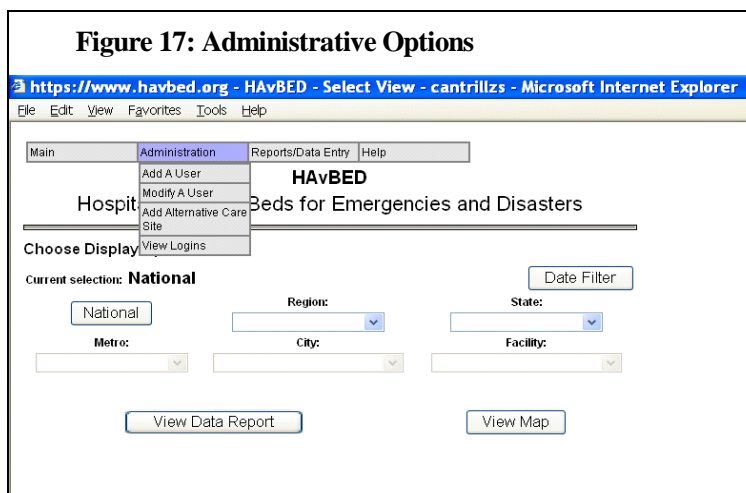 Figure 17: Administrative Options
https://www.havbed.org - HAvBED - Select View - cantrillzs - Microsoft Internet Explorer
File Edit View Favorites Tools Help
Main Administration Reports/Data Entry Help
Add A User
Modify A User
Add Alternative Care
Site
View Logins
HAvBED
Beds for Emergencies and Disasters
Choose Display
Current selection: National
Date Filter
National
Region:
State:
Metro:
City:
Facility:
View Data Report
View Map